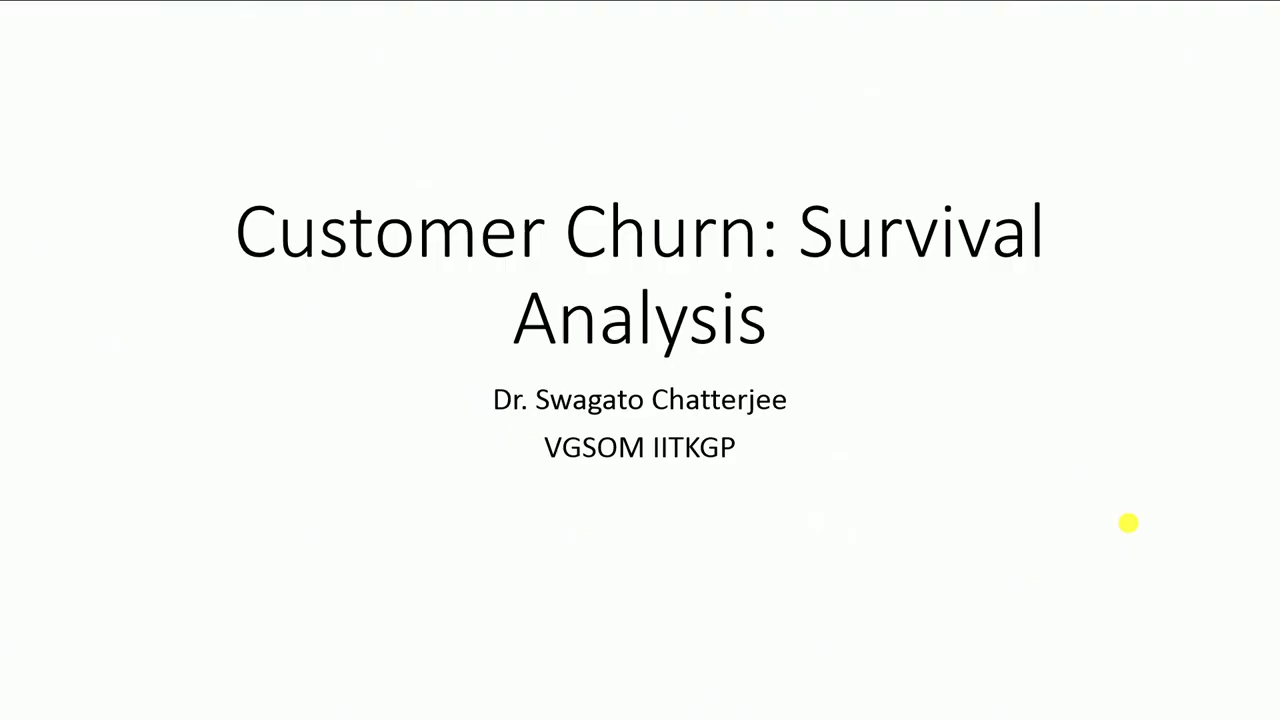 Customer Churn: Survival
Analysis
Dr. Swagato Chatterjee
VGSOM IITKGP